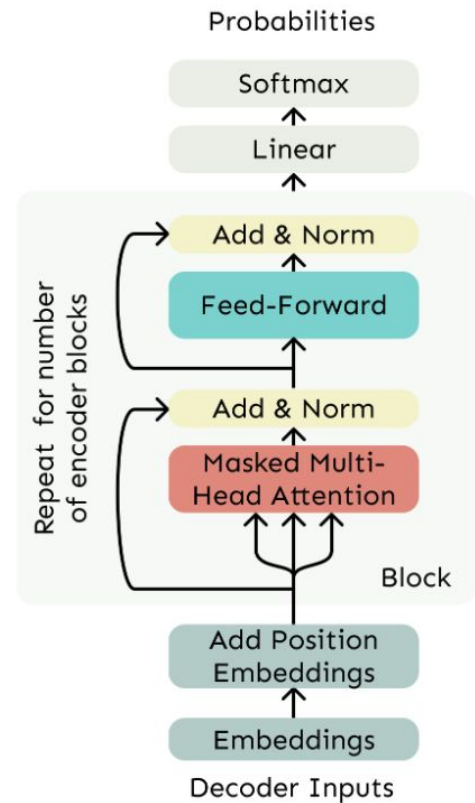 Probabilities
Softmax
Linear
Add & Norm
Feed-Forward
Repeat for number
of encoder blocks
Add & Norm
Masked Multi-
Head Attention
Block
Add Position
Embeddings
Embeddings
Decoder Inputs